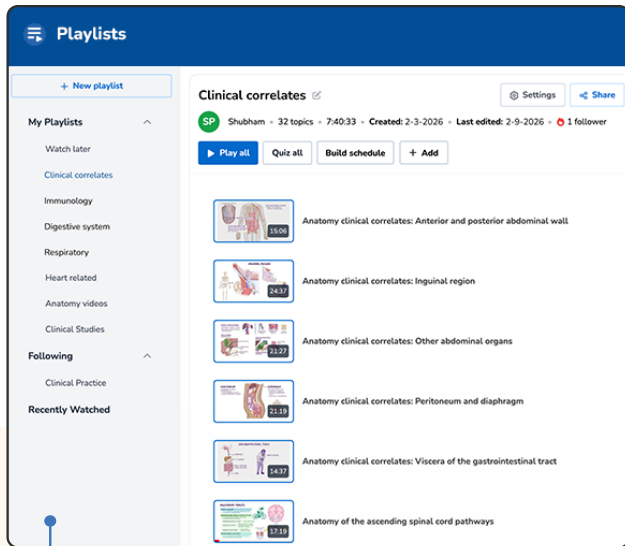 Playlists
+ New playlist
My Playlists
Watch later
Clinical correlates
Immunology
Digestive system
Respiratory
Heart related
Anatomy videos
Clinical Studies
Following
Clinical Practice
Recently Watched
Clinical correlates
Settings
Share
SP
Shubham • 32 topics • 7:40:33 • Created: 2-3-2026 • Last edited: 2-9-2026 • 1 follower
Play all
Quiz all
Build schedule
+ Add
15:06
Anatomy clinical correlates: Anterior and posterior abdominal wall
24:37
Anatomy clinical correlates: Inguinal region
21:27
Anatomy clinical correlates: Other abdominal organs
21:19
Anatomy clinical correlates: Peritoneum and diaphragm
14:37
Anatomy clinical correlates: Viscera of the gastrointestinal tract
17:19
Anatomy of the ascending spinal cord pathways